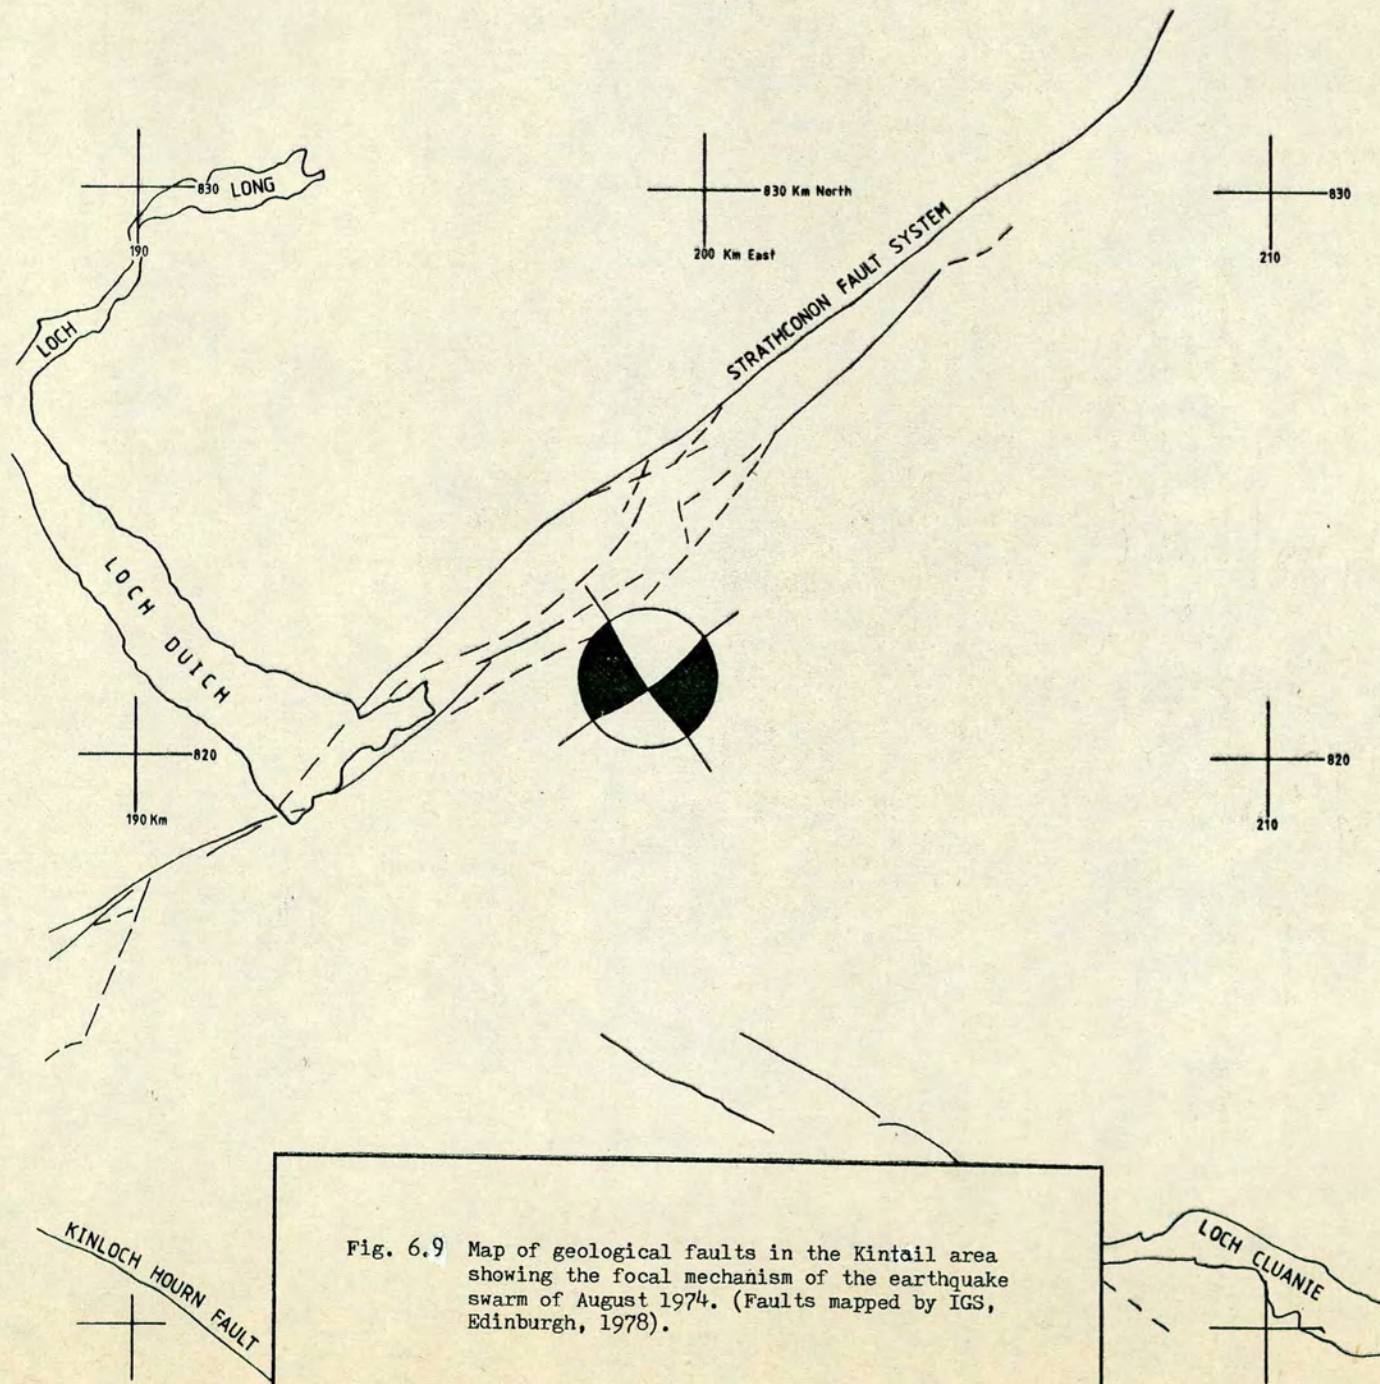 830 LONG
830 Km North
830
190
200 Km East
210
LOCH
STRATHCONON FAULT SYSTEM
LOCH DUICH
820
820
190 Km
210
KINLOCH HOURN FAULT
LOCH CLUANIE
Fig. 6.9 Map of geological faults in the Kintail area
showing the focal mechanism of the earthquake
swarm of August 1974. (Faults mapped by IGS,
Edinburgh, 1978).